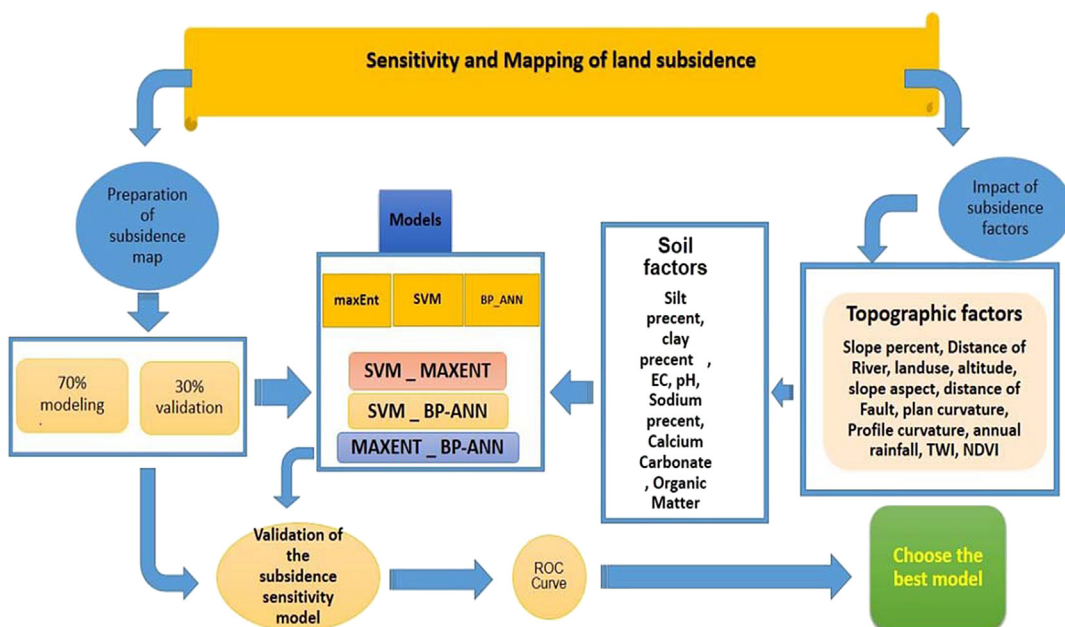 Sensitivity and Mapping of land subsidence
Preparation
of
subsidence
map
Impact of
subsidence
factors
Models
maxEnt
SVM
BP_ANN
SVM _ MAXENT
SVM _ BP-ANN
MAXENT _ BP-ANN
70%
modeling
.
30%
validation
Soil
factors
Silt
precent,
clay
precent ,
EC, pH,
Sodium
precent,
Calcium
Carbonate
, Organic
Matter
Topographic factors
Slope percent, Distance of
River, landuse, altitude,
slope aspect, distance of
Fault, plan curvature,
Profile curvature, annual
rainfall, TWI, NDVI
Validation of
the
subsidence
sensitivity
model
ROC
Curve
Choose the
best model